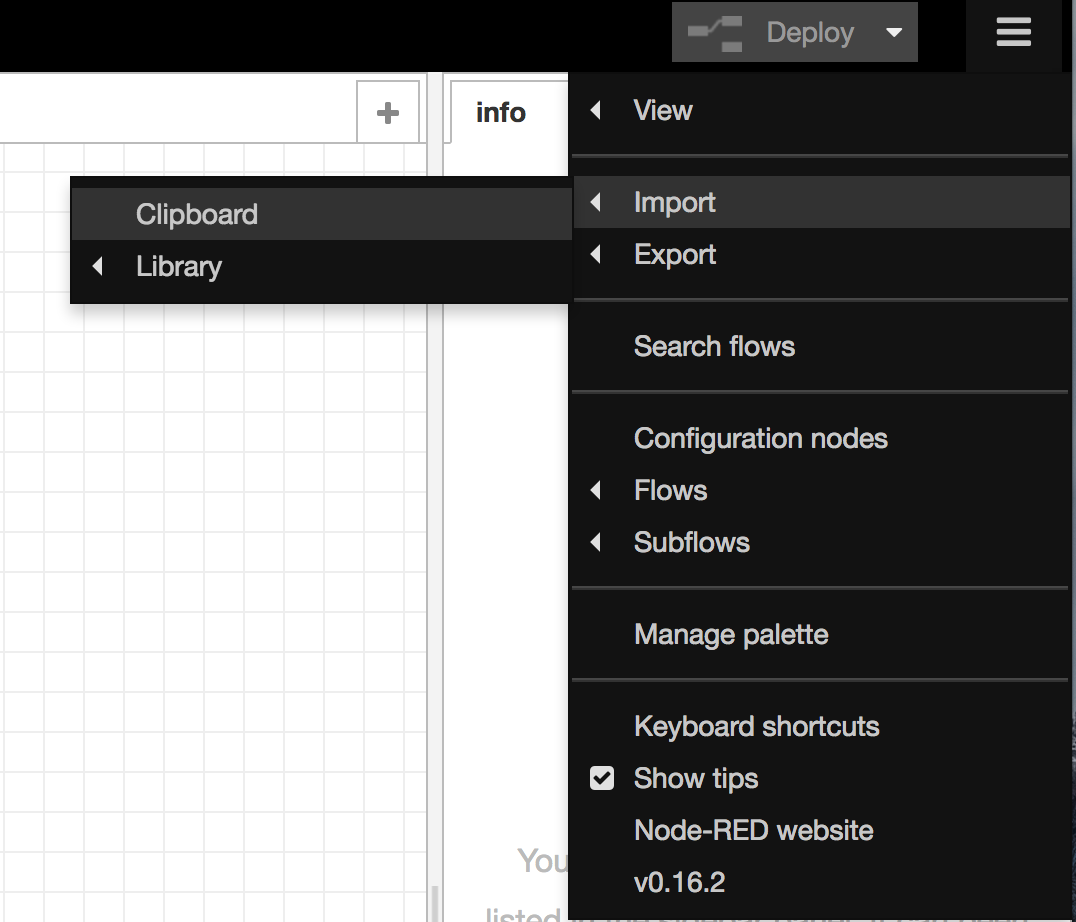 Deploy
info
View
Import
Clipboard
Library
Export
Search flows
Configuration nodes
Flows
Subflows
Manage palette
Keyboard shortcuts
Show tips
Node-RED website
You
v0.16.2
listed